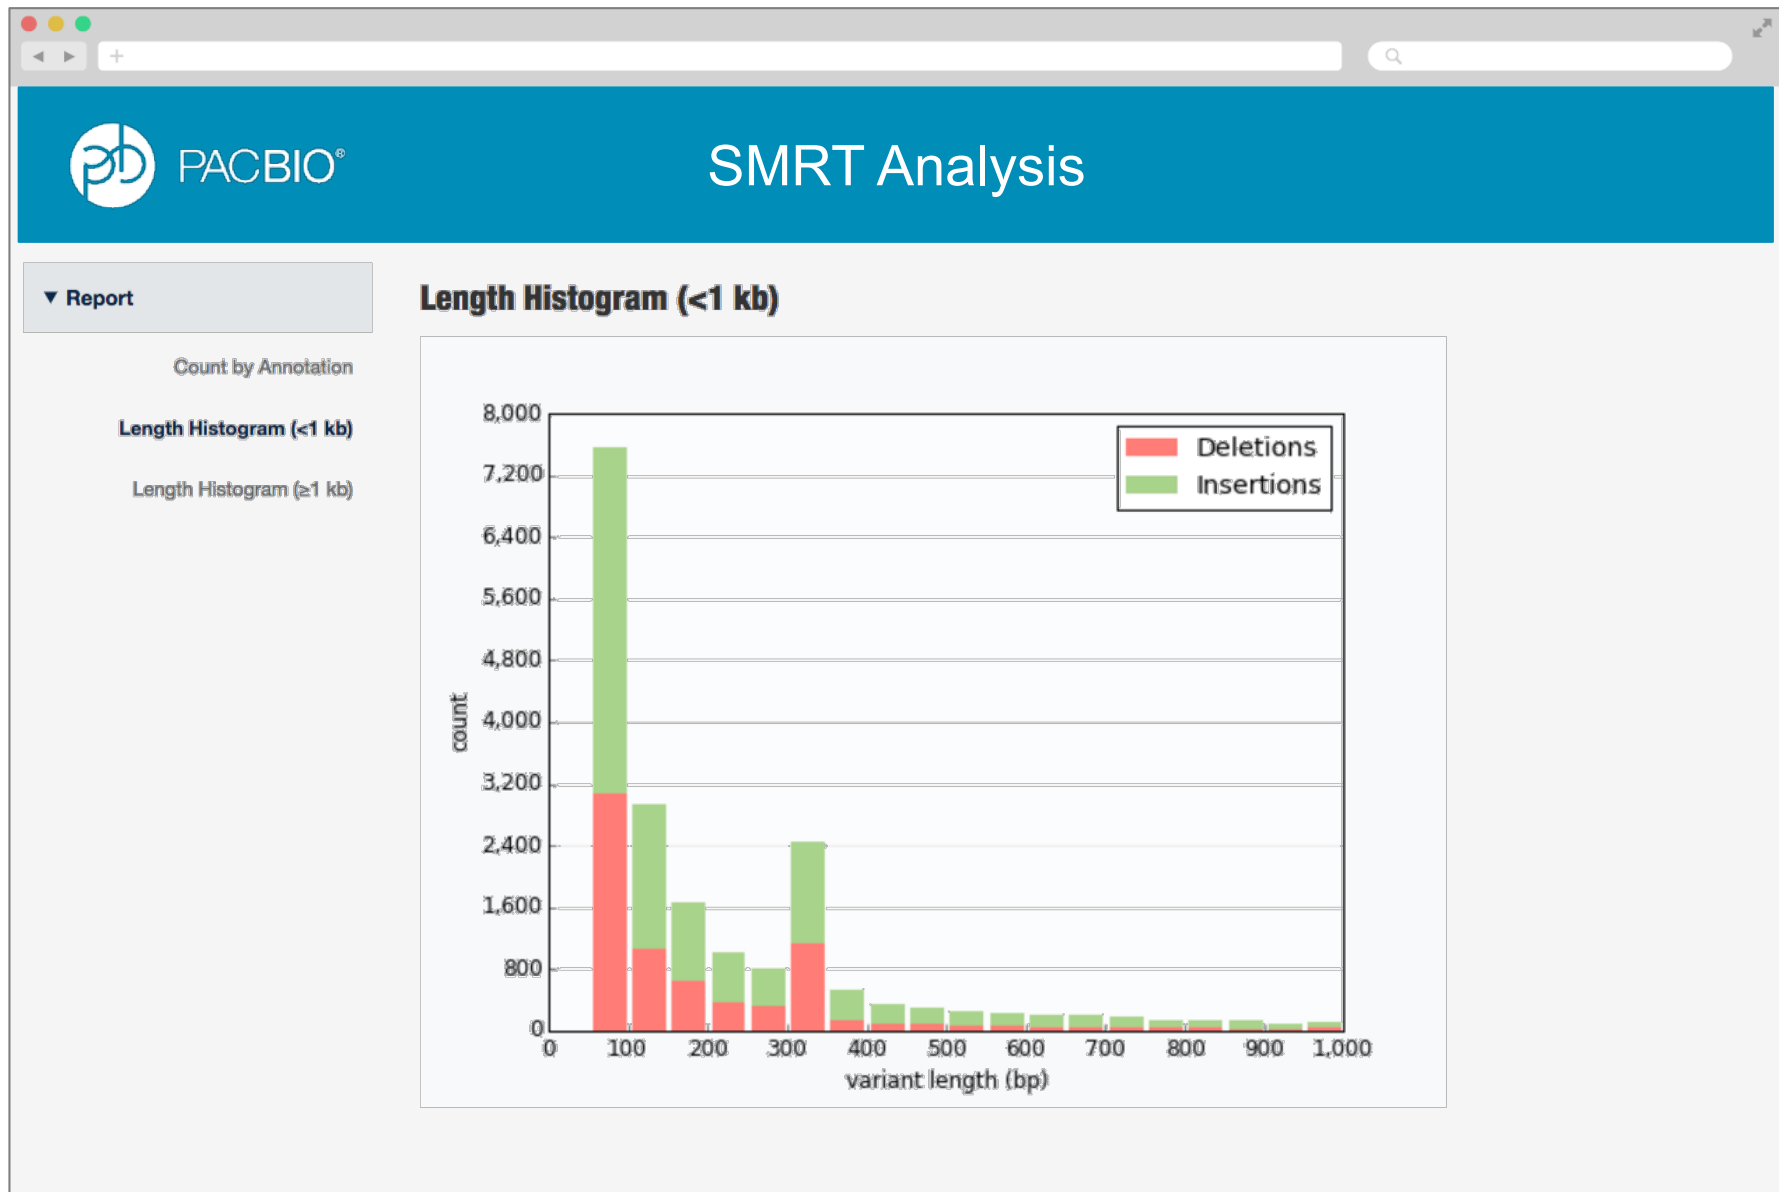 PACBIO®
SMRT Analysis
▼ Report
Count by Annotation
Length Histogram (<1 kb)
Length Histogram (≥1 kb)
Length Histogram (<1 kb)
8,000
7,200
6,400
5,600
4,800
4,000
3,200
2,400
1,600
800
0
count
Deletions
Insertions
0 100 200 300 400 500 600 700 800 900 1,000
variant length (bp)